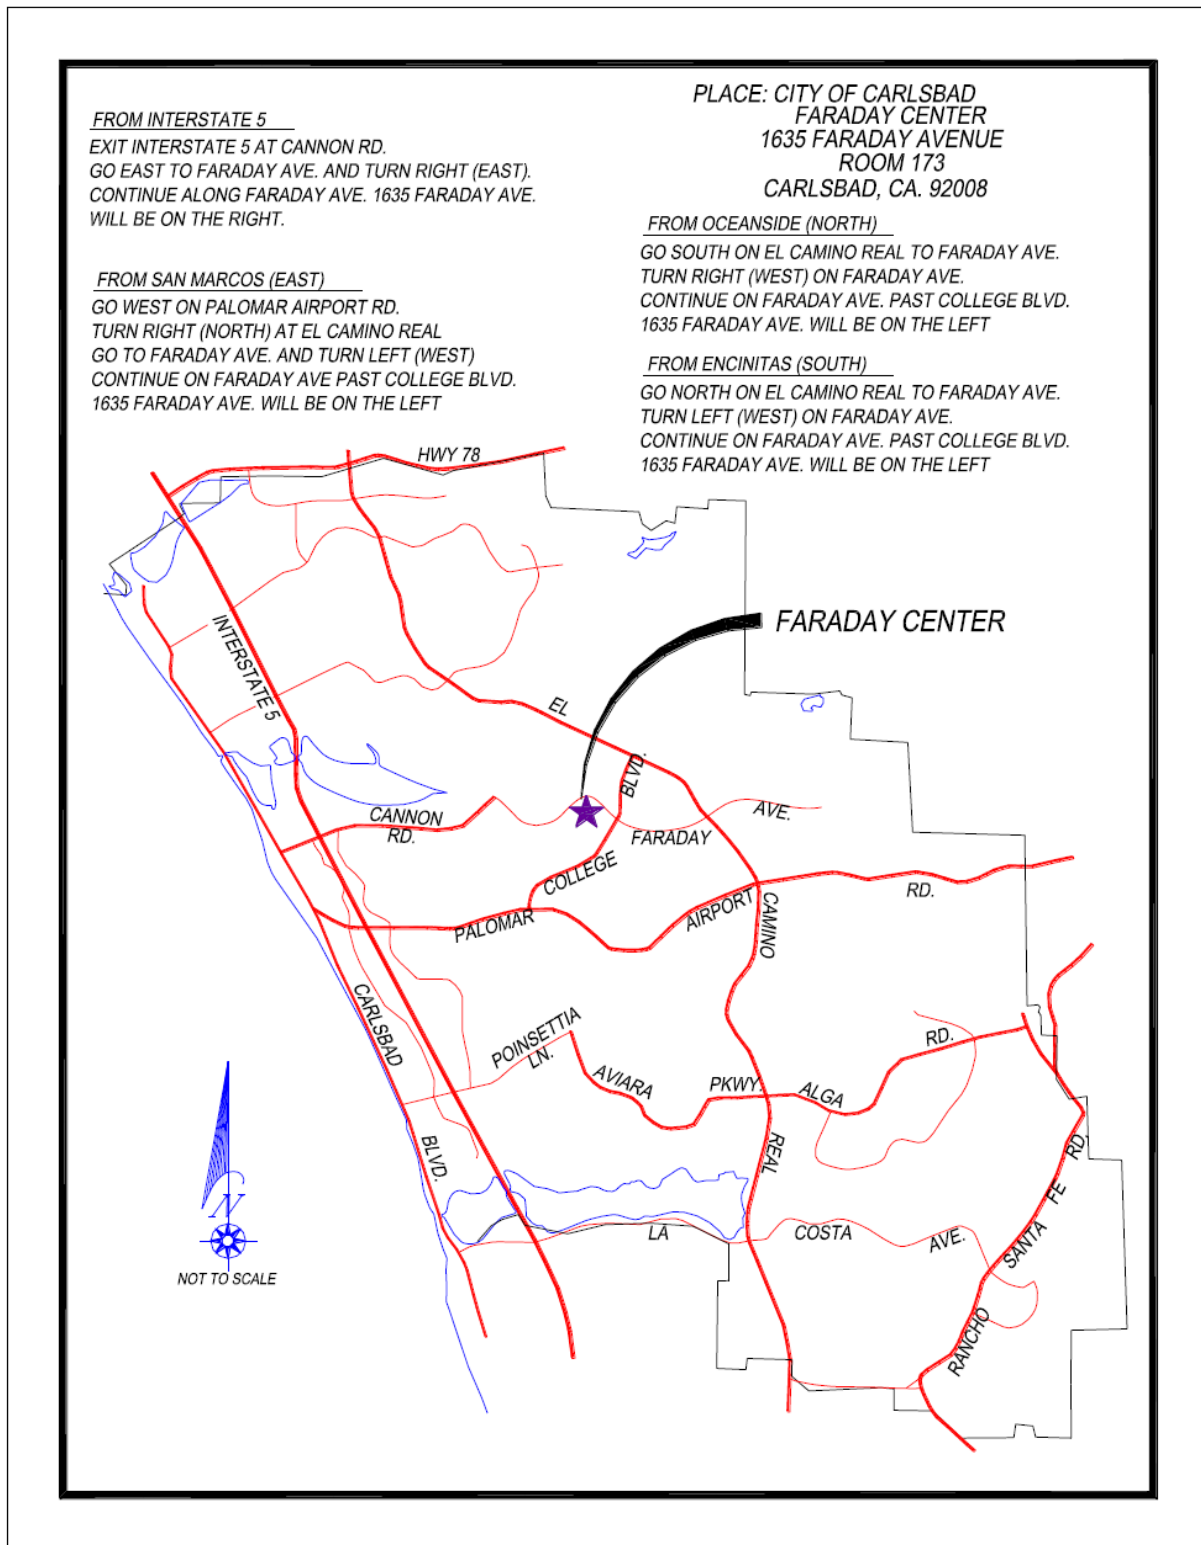 PLACE: CITY OF CARLSBAD
FARADAY CENTER
1635 FARADAY AVENUE
ROOM 173
CARLSBAD, CA. 92008
FROM INTERSTATE 5
EXIT INTERSTATE 5 AT CANNON RD.
GO EAST TO FARADAY AVE. AND TURN RIGHT (EAST).
CONTINUE ALONG FARADAY AVE. 1635 FARADAY AVE.
WILL BE ON THE RIGHT.
FROM SAN MARCOS (EAST)
GO WEST ON PALOMAR AIRPORT RD.
TURN RIGHT (NORTH) AT EL CAMINO REAL
GO TO FARADAY AVE. AND TURN LEFT (WEST)
CONTINUE ON FARADAY AVE PAST COLLEGE BLVD.
1635 FARADAY AVE. WILL BE ON THE LEFT
FROM OCEANSIDE (NORTH)
GO SOUTH ON EL CAMINO REAL TO FARADAY AVE.
TURN RIGHT (WEST) ON FARADAY AVE.
CONTINUE ON FARADAY AVE. PAST COLLEGE BLVD.
1635 FARADAY AVE. WILL BE ON THE LEFT
FROM ENCINITAS (SOUTH)
GO NORTH ON EL CAMINO REAL TO FARADAY AVE.
TURN LEFT (WEST) ON FARADAY AVE.
CONTINUE ON FARADAY AVE. PAST COLLEGE BLVD.
1635 FARADAY AVE. WILL BE ON THE LEFT
HWY 78
FARADAY CENTER
INTERSTATE 5
EL
CAMINO
REAL
BLVD.
COLLEGE
CANNON
RD.
FARADAY
AVE.
PALOMAR
AIRPORT
RD.
CARLSBAD
BLVD.
POINSETTIA
LN.
AVIARA
PKWY.
ALGA
RD.
LA
COSTA
AVE.
RANCHO
SANTA
FE
RD.
N
NOT TO SCALE